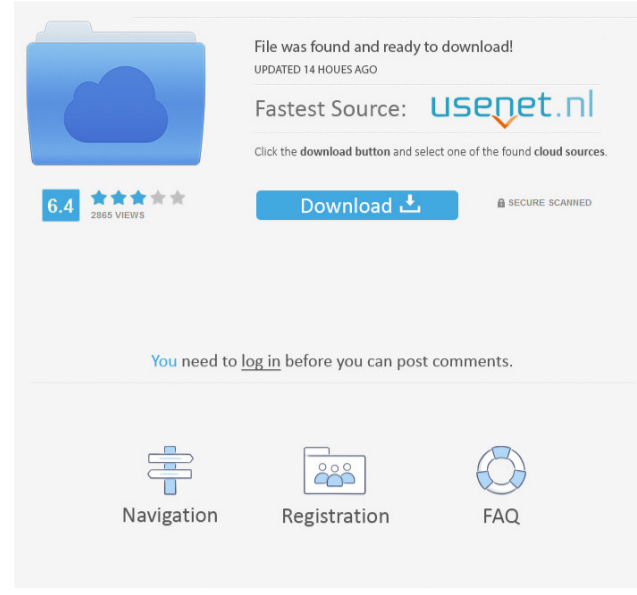 File was found and ready to download!
UPDATED 14 HOUES AGO
Fastest Source: usenet.nl
Click the download button and select one of the found cloud sources.
6.4
2865 VIEWS
Download
SECURE SCANNED
You need to log in before you can post comments.
Navigation
Registration
FAQ